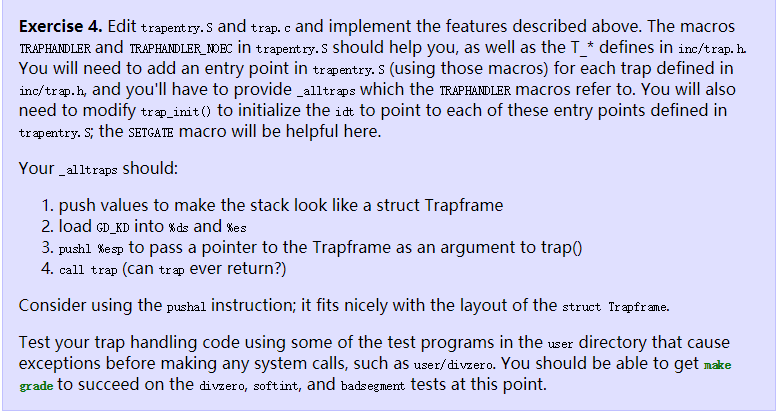 Exercise 4. Edit trapentry.S and trap.c and implement the features described above. The macros
TRAPHANDLER and TRAPHANDLER_NOEC in trapentry.S should help you, as well as the T_* defines in inc/trap.h.
You will need to add an entry point in trapentry.S (using those macros) for each trap defined in
inc/trap.h, and you'll have to provide _alltraps which the TRAPHANDLER macros refer to. You will also
need to modify trap_init() to initialize the idt to point to each of these entry points defined in
trapentry.S; the SETGATE macro will be helpful here.
Your _alltraps should:
1. push values to make the stack look like a struct Trapframe
2. load GD_KD into %ds and %es
3. pushl %esp to pass a pointer to the Trapframe as an argument to trap()
4. call trap (can trap ever return?)
Consider using the pushal instruction; it fits nicely with the layout of the struct Trapframe.
Test your trap handling code using some of the test programs in the user directory that cause
exceptions before making any system calls, such as user/divzero. You should be able to get make
grade to succeed on the divzero, softint, and badsegment tests at this point.